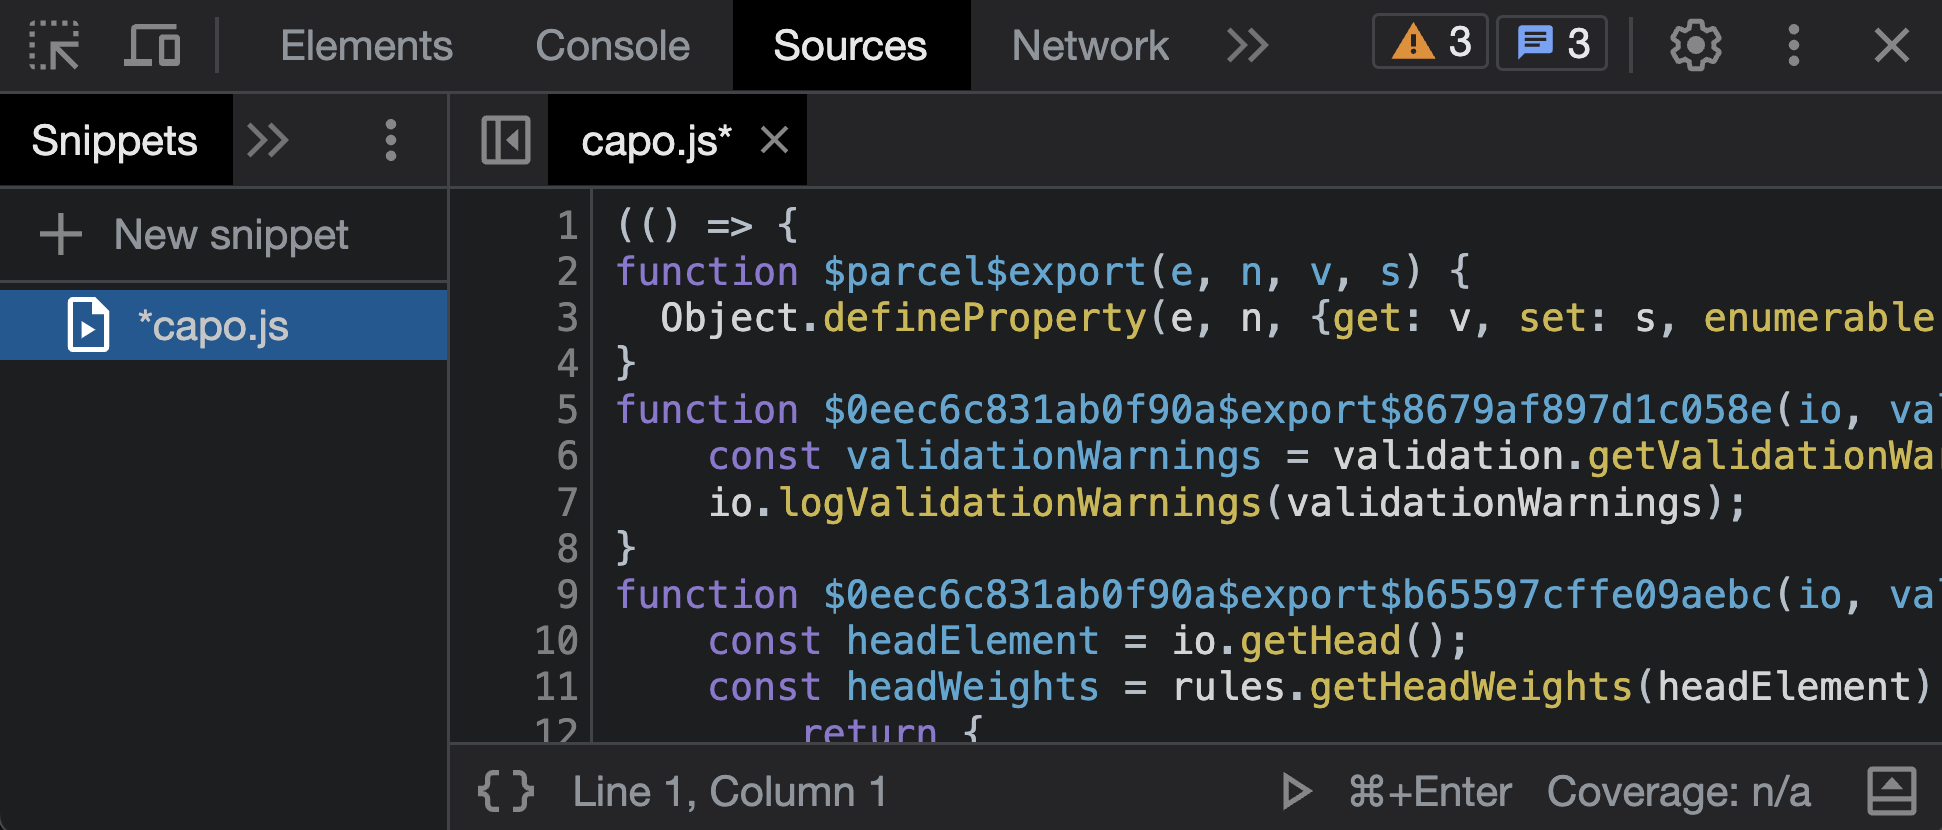 Elements Console Sources Network 3 3
Snippets capo.js*
New snippet
*capo.js
1 (() => {
2 function $parcel$export(e, n, v, s) {
3   Object.defineProperty(e, n, {get: v, set: s, enumerable
4 }
5 function $0eec6c831ab0f90a$export$8679af897d1c058e(io, va
6     const validationWarnings = validation.getValidationWa
7     io.logValidationWarnings(validationWarnings);
8 }
9 function $0eec6c831ab0f90a$export$b65597cffe09aebc(io, va
10     const headElement = io.getHead();
11     const headWeights = rules.getHeadWeights(headElement)
12         return {
{} Line 1, Column 1 ⌘+Enter Coverage: n/a